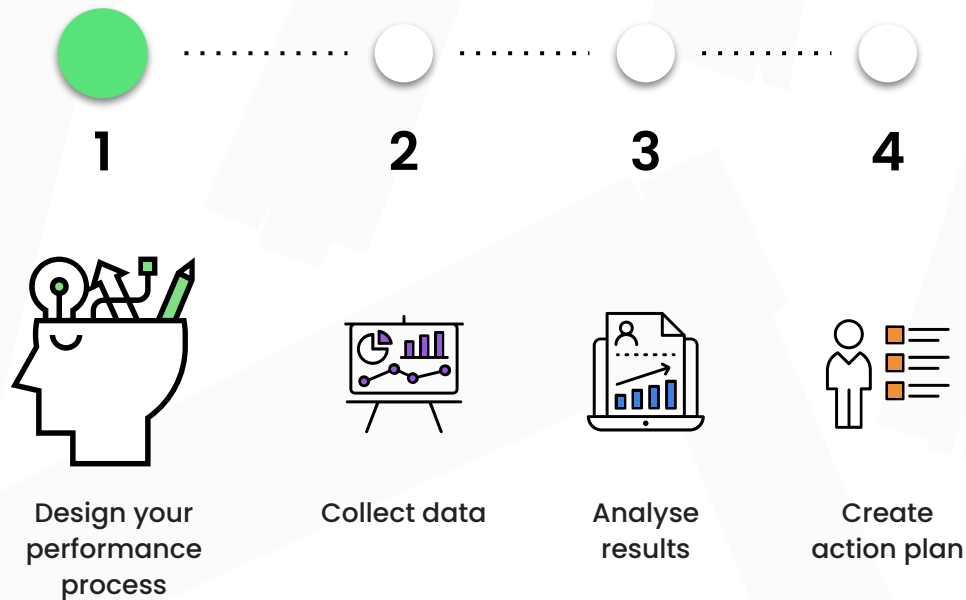 1
2
3
4
Design your
performance
process
Collect data
Analyse
results
Create
action plan